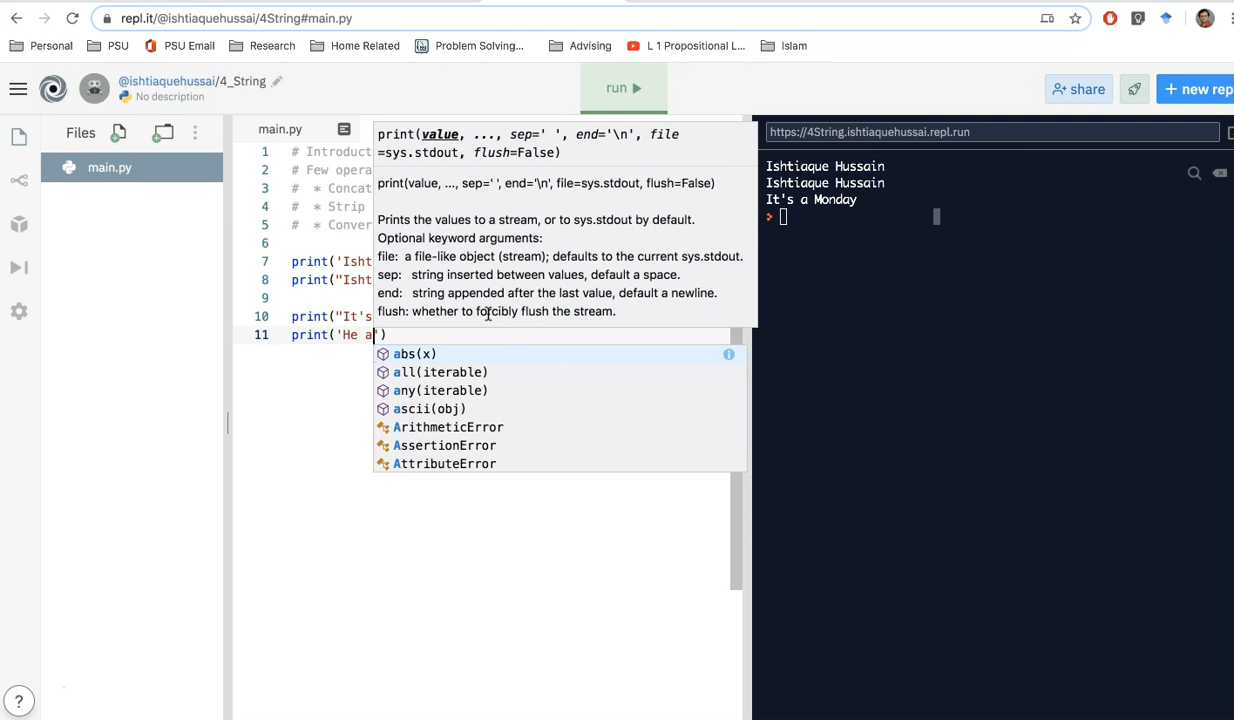 repl.it/@ishtiaquehussai/4String#main.py
Personal PSU PSU Email Research Home Related Problem Solving... Advising L 1 Propositional L... Islam
@ishtiaquehussai/4_String
No description
run
share
+ new rep
Files
main.py
main.py
1 # Introduct
2 # Few opera
3 # * Concat
4 # * Strip
5 # * Conver
6
7 print('Isht
8 print("Isht
9
10 print("It's
11 print('He a')
print(value, ..., sep=' ', end='\n', file
=sys.stdout, flush=False)
print(value, ..., sep=' ', end='\n', file=sys.stdout, flush=False)
Prints the values to a stream, or to sys.stdout by default.
Optional keyword arguments:
file: a file-like object (stream); defaults to the current sys.stdout.
sep: string inserted between values, default a space.
end: string appended after the last value, default a newline.
flush: whether to forcibly flush the stream.
abs(x)
all(iterable)
any(iterable)
ascii(obj)
ArithmeticError
AssertionError
AttributeError
https://4String.ishtiaquehussai.repl.run
Ishtiaque Hussain
Ishtiaque Hussain
It's a Monday
>
?